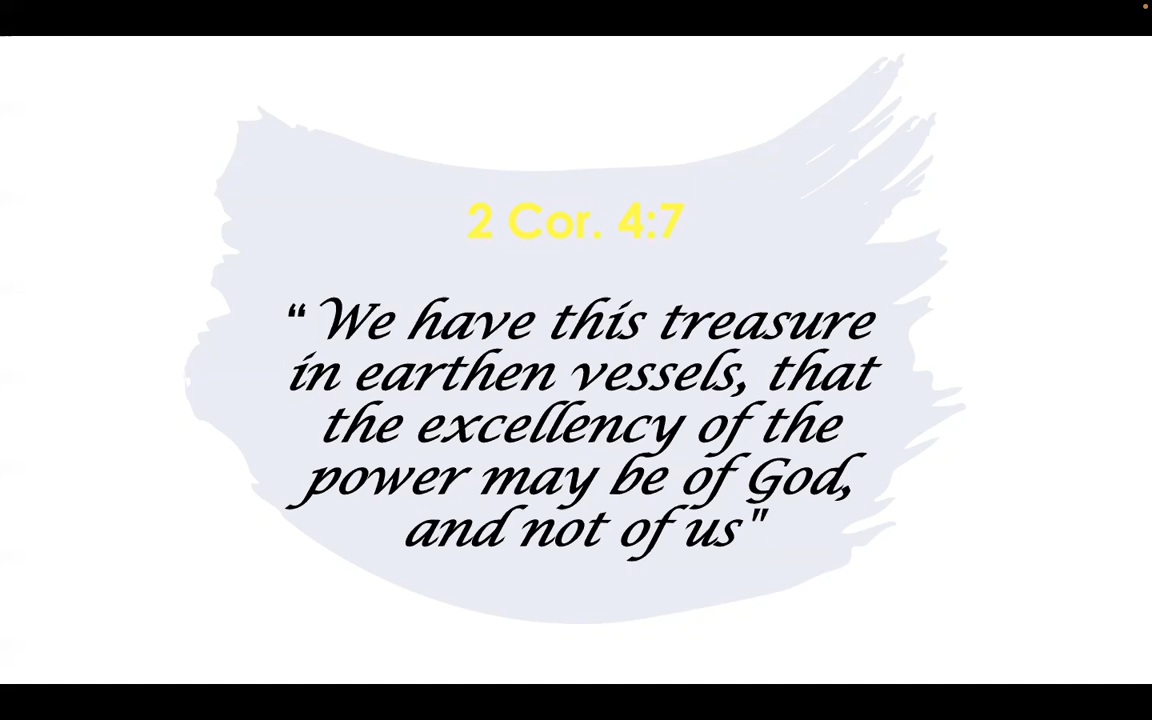 2 Cor. 4:7
“ We have this treasure
in earthen vessels, that
the excellency of the
power may be of God,
and not of us"